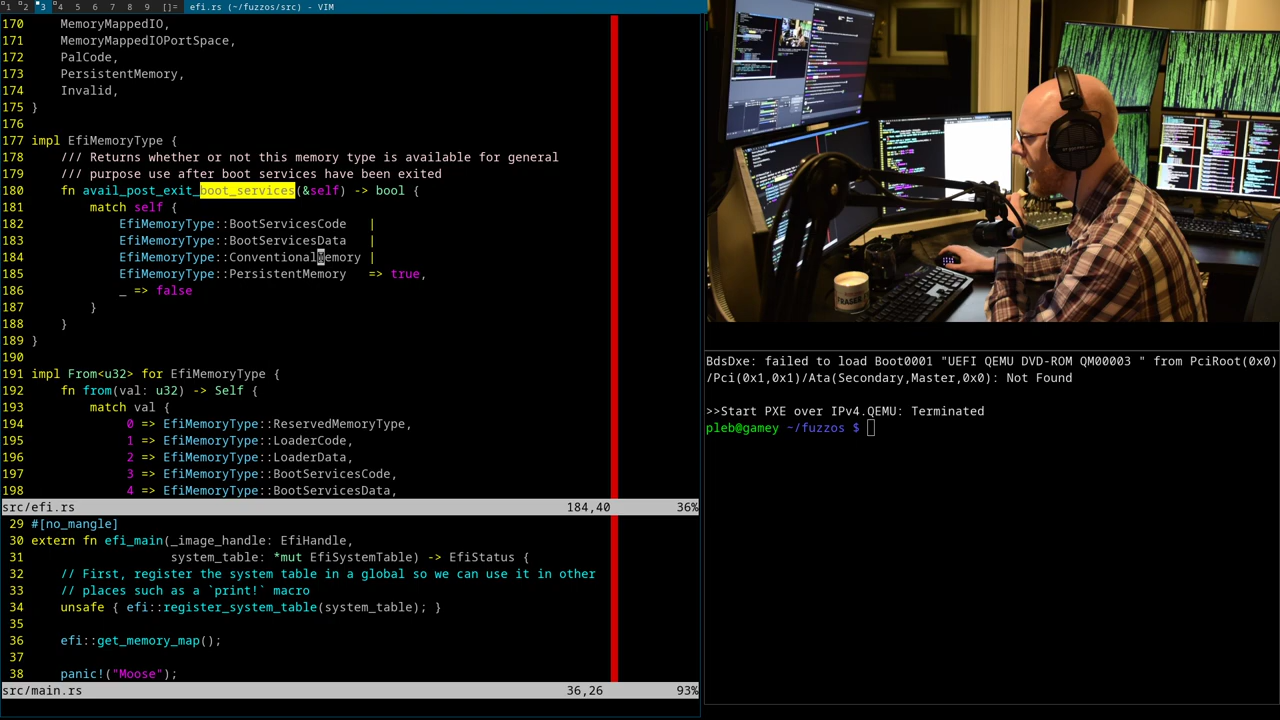 1 2 3 4 5 6 7 8 9 []= efi.rs (~/fuzzos/src) - VIM
170 MemoryMappedIO,
171 MemoryMappedIOPortSpace,
172 PalCode,
173 PersistentMemory,
174 Invalid,
175 }
176
177 impl EfiMemoryType {
178 /// Returns whether or not this memory type is available for general
179 /// purpose use after boot services have been exited
180 fn avail_post_exit_boot_services(&self) -> bool {
181 match self {
182 EfiMemoryType::BootServicesCode |
183 EfiMemoryType::BootServicesData |
184 EfiMemoryType::ConventionalMemory |
185 EfiMemoryType::PersistentMemory => true,
186 _ => false
187 }
188 }
189 }
190
191 impl From<u32> for EfiMemoryType {
192 fn from(val: u32) -> Self {
193 match val {
194 0 => EfiMemoryType::ReservedMemoryType,
195 1 => EfiMemoryType::LoaderCode,
196 2 => EfiMemoryType::LoaderData,
197 3 => EfiMemoryType::BootServicesCode,
198 4 => EfiMemoryType::BootServicesData,
src/efi.rs 184,40 36%
29 #[no_mangle]
30 extern fn efi_main(_image_handle: EfiHandle,
31 system_table: *mut EfiSystemTable) -> EfiStatus {
32 // First, register the system table in a global so we can use it in other
33 // places such as a `print!` macro
34 unsafe { efi::register_system_table(system_table); }
35
36 efi::get_memory_map();
37
38 panic!("Moose");
src/main.rs 36,26 93%
FRASER
BdsDxe: failed to load Boot0001 "UEFI QEMU DVD-ROM QM00003 " from PciRoot(0x0)
/Pci(0x1,0x1)/Ata(Secondary,Master,0x0): Not Found
>>Start PXE over IPv4.QEMU: Terminated
pleb@gamey ~/fuzzos $